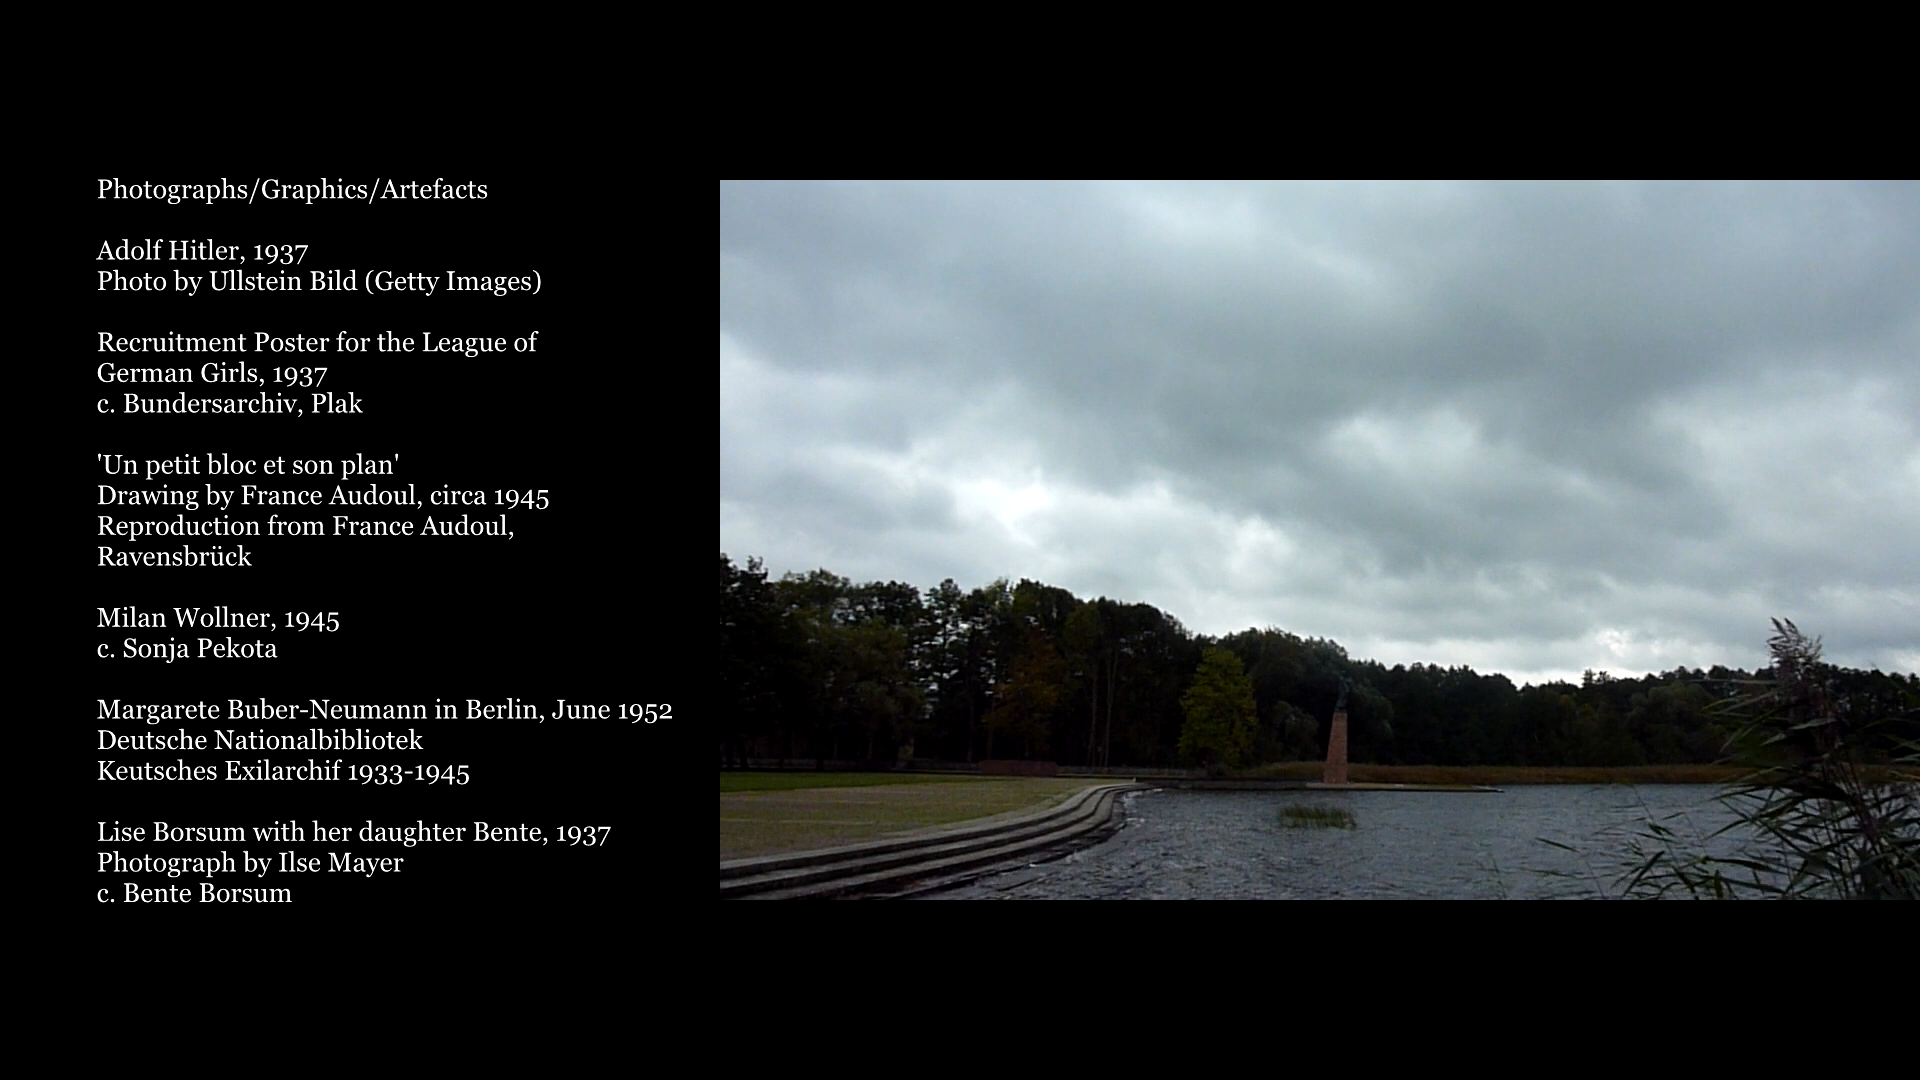 Photographs/Graphics/Artefacts
Adolf Hitler, 1937
Photo by Ullstein Bild (Getty Images)
Recruitment Poster for the League of
German Girls, 1937
c. Bundersarchiv, Plak
'Un petit bloc et son plan'
Drawing by France Audoul, circa 1945
Reproduction from France Audoul,
Ravensbrück
Milan Wollner, 1945
c. Sonja Pekota
Margarete Buber-Neumann in Berlin, June 1952
Deutsche Nationalbibliotek
Keutsches Exilarchif 1933-1945
Lise Borsum with her daughter Bente, 1937
Photograph by Ilse Mayer
c. Bente Borsum